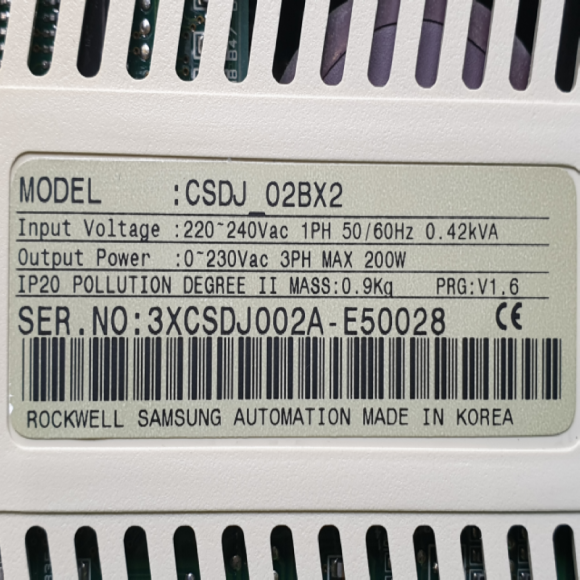 B B47
MODEL :CSDJ_02BX2
Input Voltage :220~240Vac 1PH 50/60Hz 0.42kVA
Output Power :0~230Vac 3PH MAX 200W
IP20 POLLUTION DEGREE II MASS:0.9Kg PRG:V1.6
SER.NO:3XCSDJ002A-E50028 CE
ROCKWELL SAMSUNG AUTOMATION MADE IN KOREA